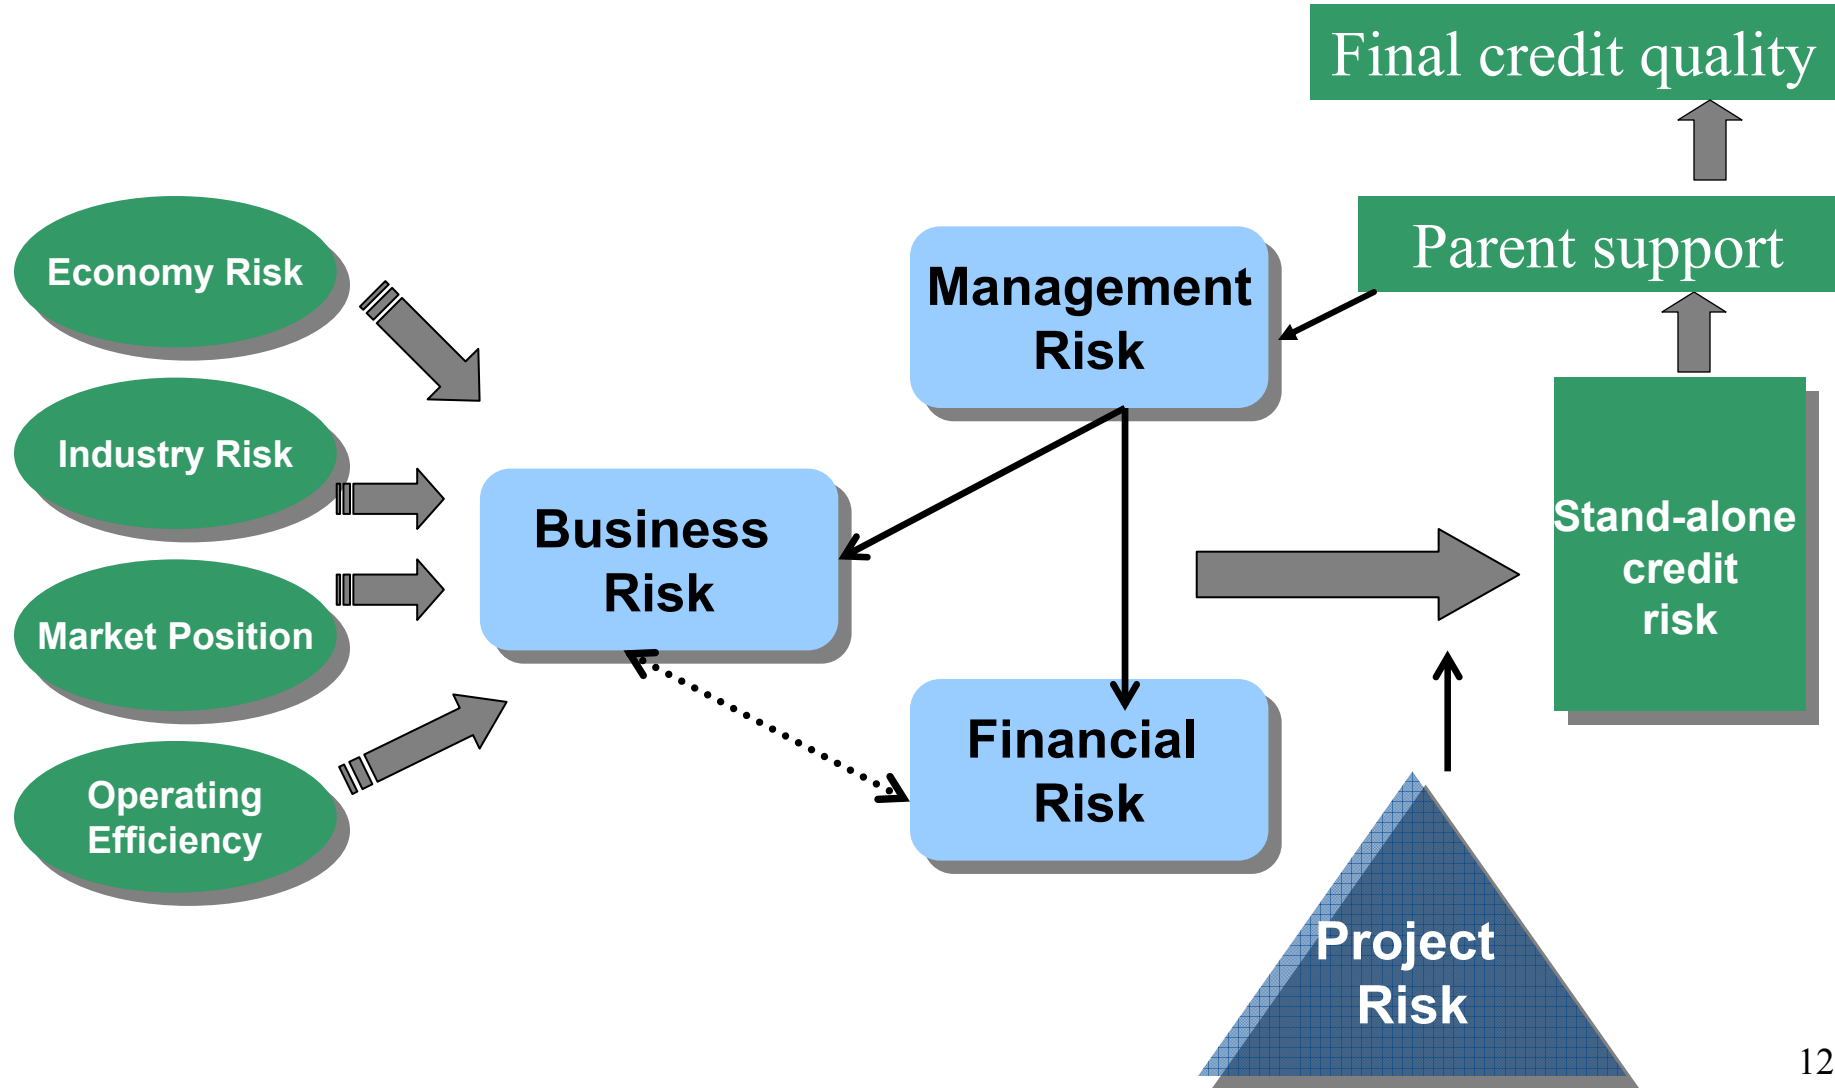 Final credit quality
Parent support
Economy Risk
Management
Risk
Industry Risk
Business
Risk
Stand-alone
credit
risk
Market Position
Financial
Risk
Operating
Efficiency
Project
Risk
12